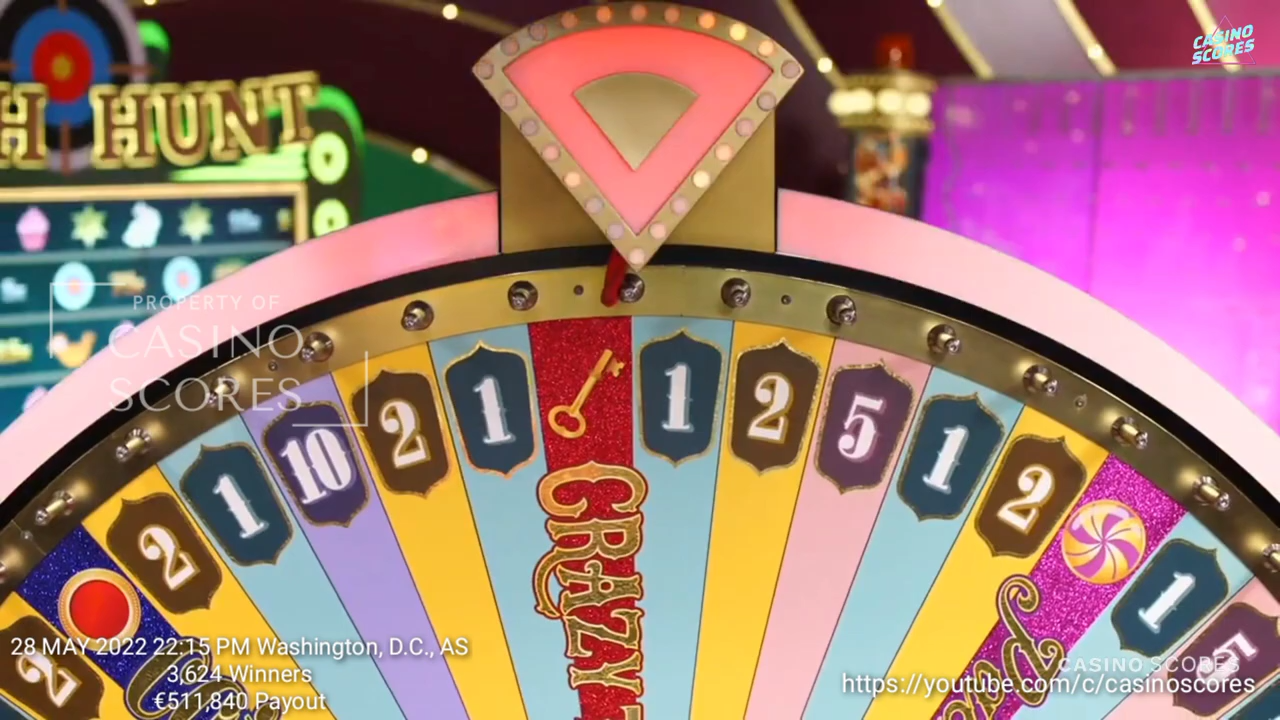 CASINO
SCORES
H HUNT
PROPERTY OF
CASINO
SCORES
2
2
1
10
2
1
1
2
5
1
2
1
5
CRAZY
28 MAY 2022 22:15 PM Washington, D.C., AS
3,624 Winners
€511,840 Payout
CASINO SCORES
https://youtube.com/c/casinoscores